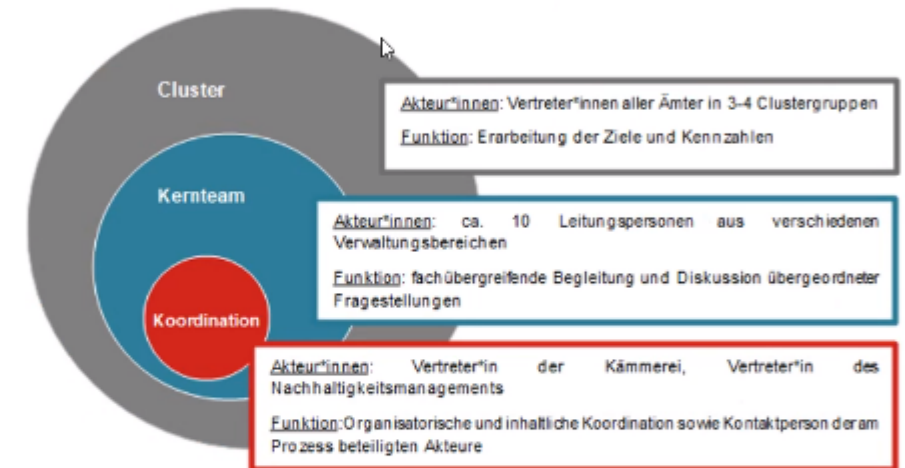 Cluster
Akteur*innen: Vertreter*innen aller Ämter in 3-4 Clustergruppen
Funktion: Erarbeitung der Ziele und Kennzahlen
Kernteam
Akteur*innen: ca. 10 Leitungspersonen aus verschiedenen
Verwaltungsbereichen
Funktion: fachübergreifende Begleitung und Diskussion übergeordneter
Fragestellungen
Koordination
Akteur*innen: Vertreter*in der Kämmerei, Vertreter*in des
Nachhaltigkeitsmanagements
Funktion:Organisatorische und inhaltliche Koordination sowie Kontaktperson der am
Prozess beteiligten Akteure